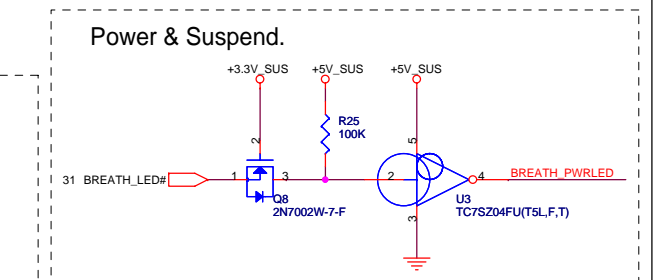 Power & Suspend.
+3.3V_SUS +5V_SUS +5V_SUS
R25
100K
2 5
31 BREATH_LED# 1 3 2 4 BREATH_PWRLED
Q8
2N7002W-7-F
U3
TC7SZ04FU(T5L,F,T)
3